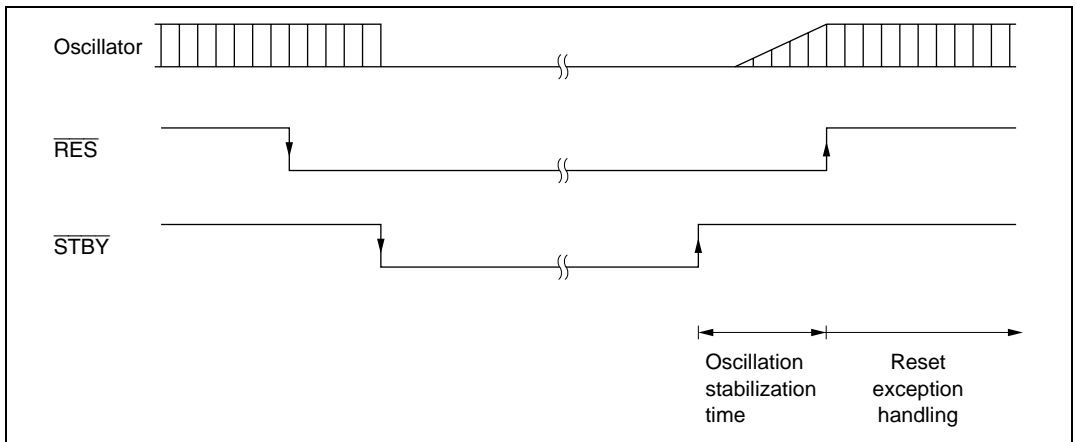 Oscillator
RES
STBY
Oscillation
stabilization
time
Reset
exception
handling